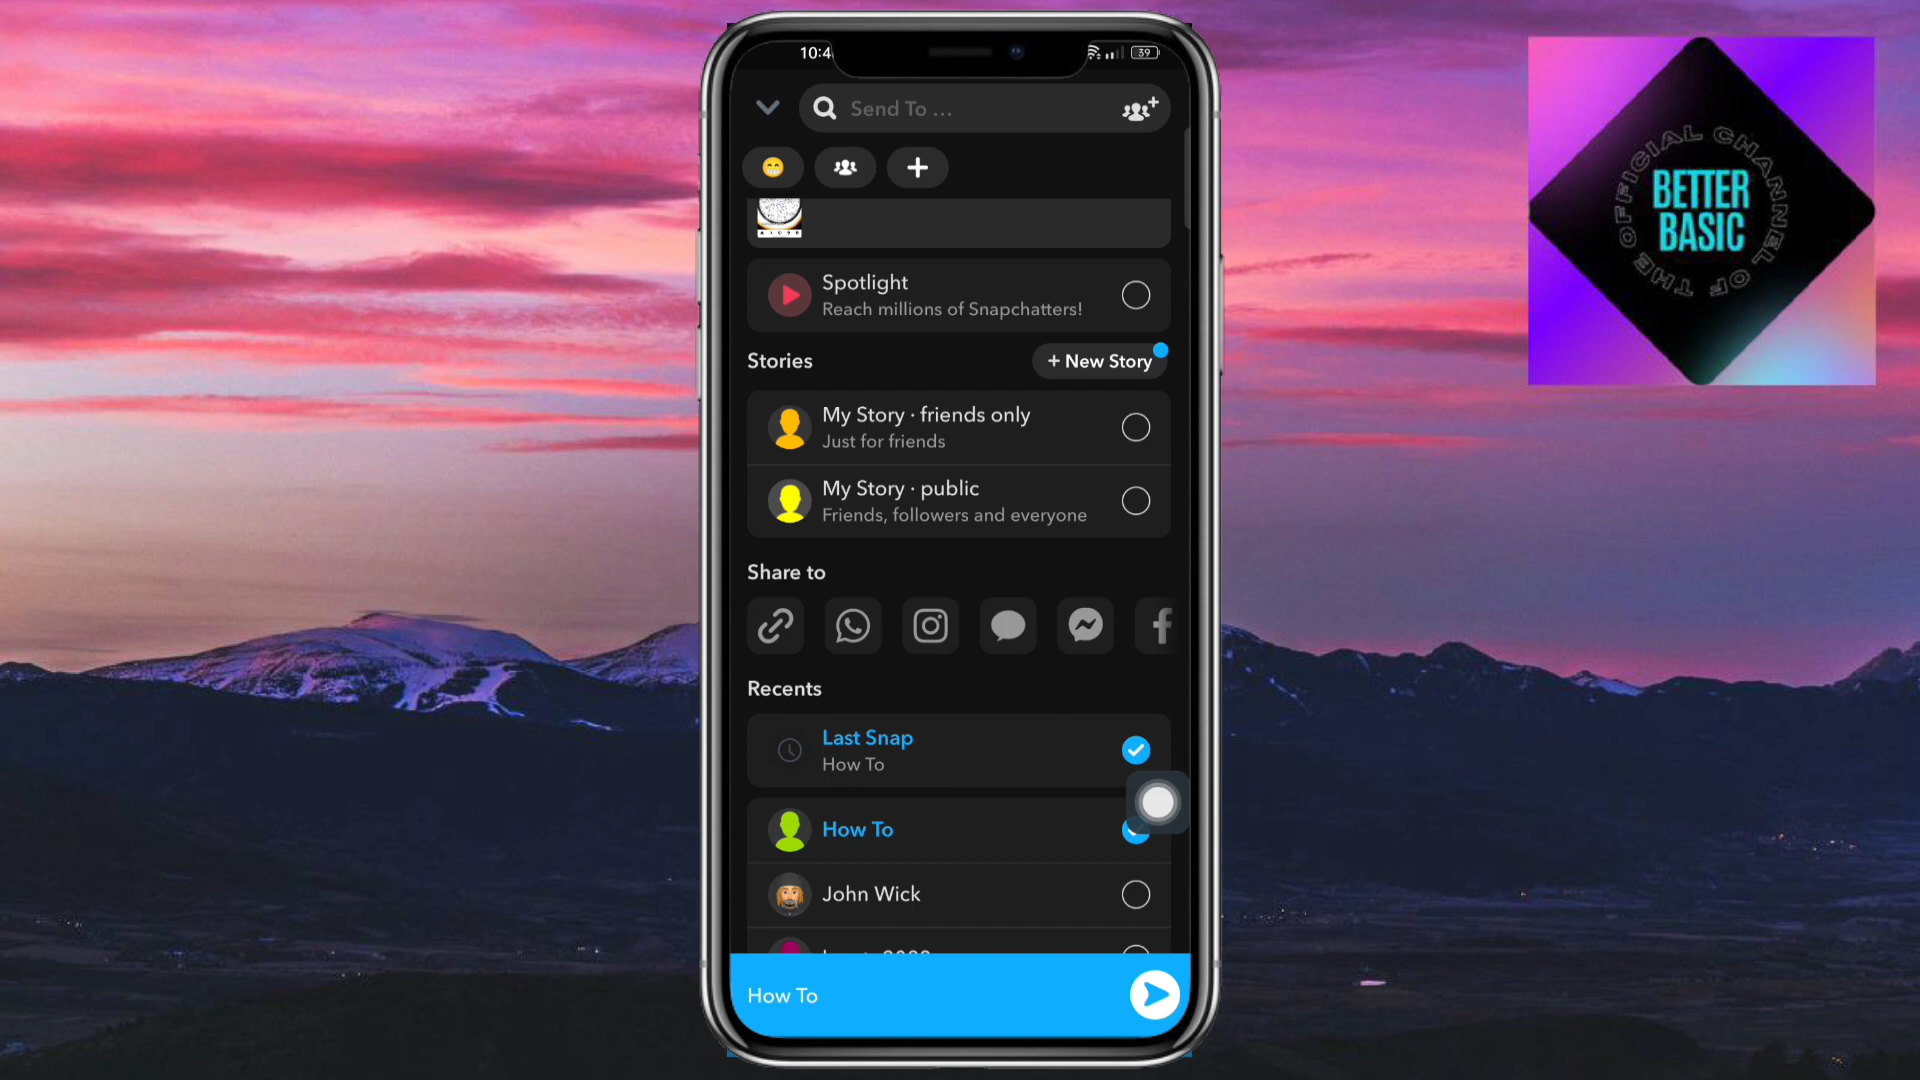 10:4
39
Send To ...
Spotlight
Reach millions of Snapchatters!
Stories
+ New Story
My Story · friends only
Just for friends
My Story · public
Friends, followers and everyone
Share to
Recents
Last Snap
How To
How To
John Wick
How To
OFFICIAL CHANNEL OF THE
BETTER
BASIC